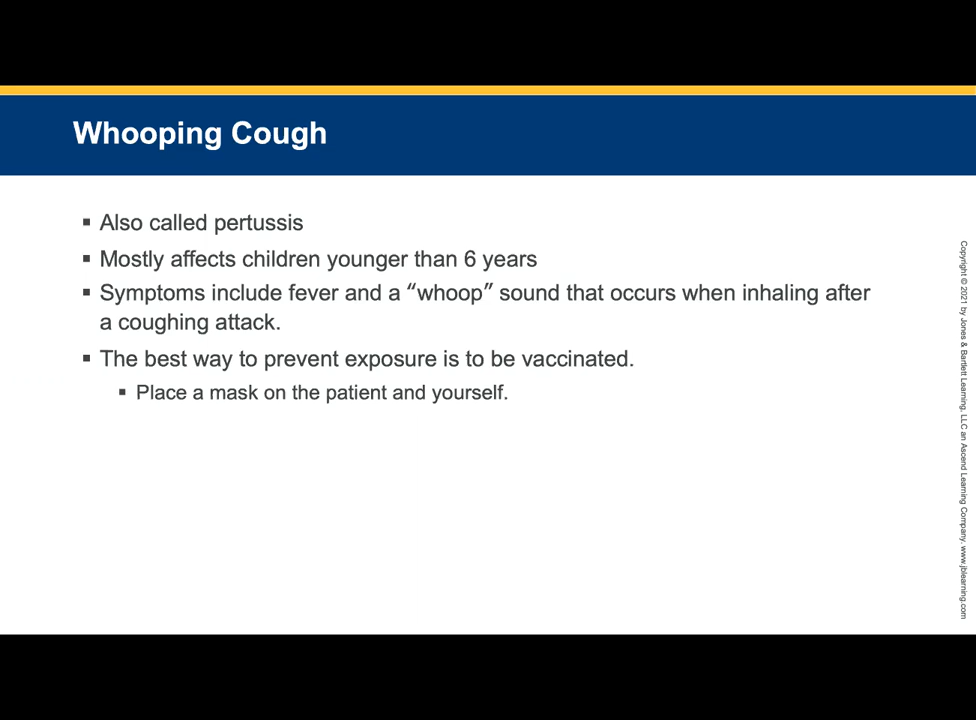 Whooping Cough
▪ Also called pertussis
▪ Mostly affects children younger than 6 years
▪ Symptoms include fever and a “whoop” sound that occurs when inhaling after
a coughing attack.
▪ The best way to prevent exposure is to be vaccinated.
▪ Place a mask on the patient and yourself.
Copyright © 2021 by Jones & Bartlett Learning, LLC an Ascend Learning Company. www.jblearning.com